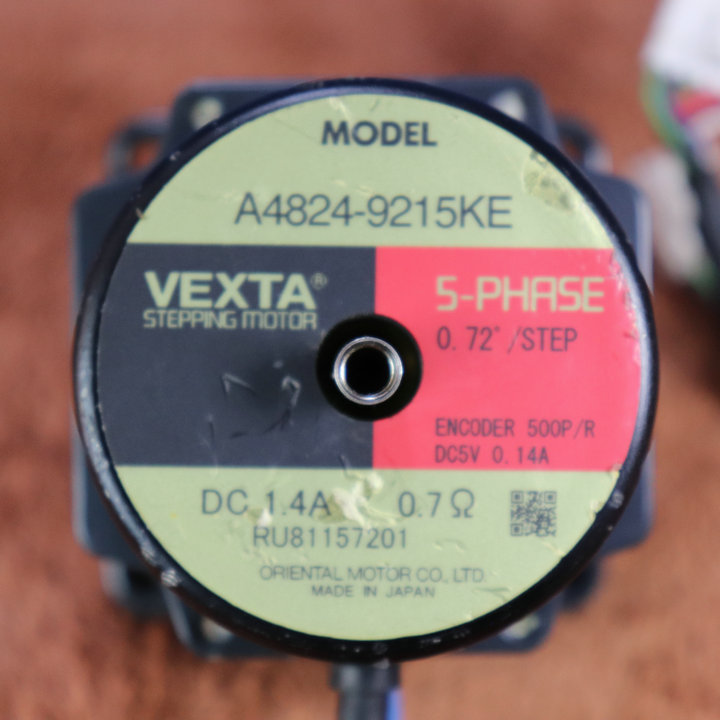 MODEL
A4824-9215KE
VEXTA®
STEPPING MOTOR
5-PHASE
0.72°/STEP
ENCODER 500P/R
DC5V 0.14A
DC 1.4A 0.7Ω
RU81157201
ORIENTAL MOTOR CO., LTD.
MADE IN JAPAN